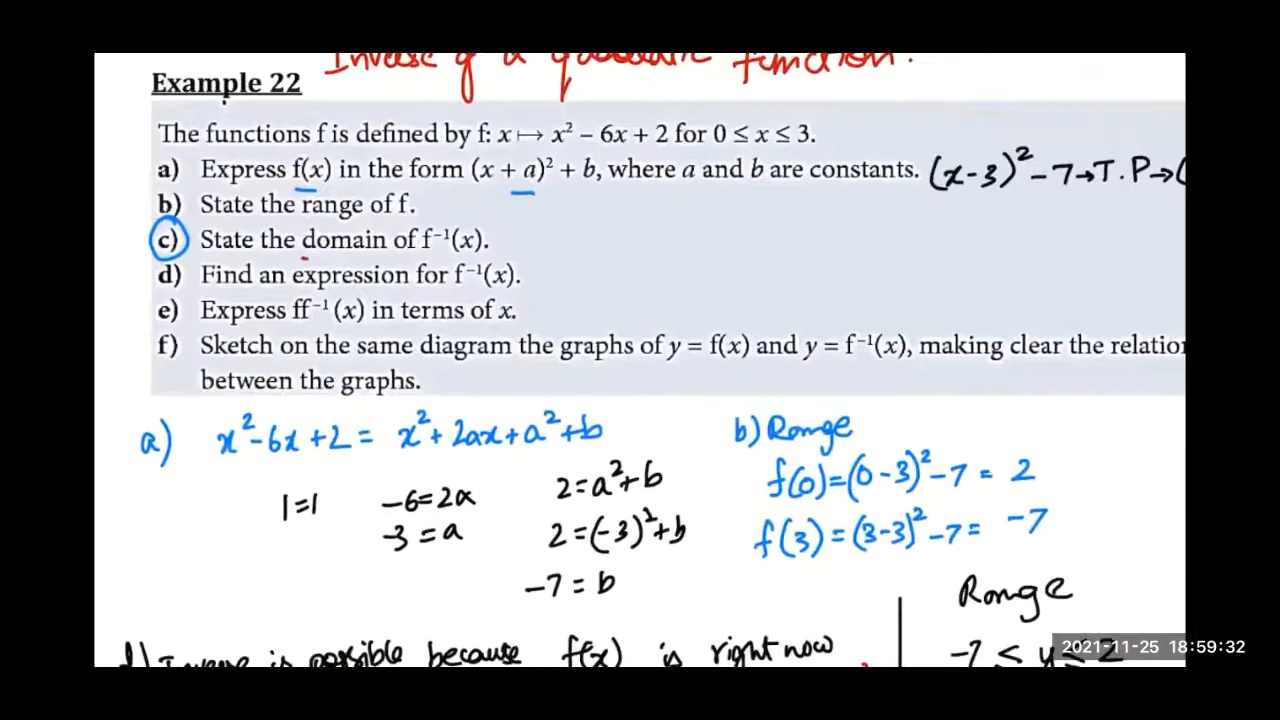 Inverse of a quadratic function.
Example 22
The functions f is defined by f: x ↦ x² – 6x + 2 for 0 ≤ x ≤ 3.
a) Express f(x) in the form (x + a)² + b, where a and b are constants. (x-3)² - 7 → T.P → (
b) State the range of f.
c) State the domain of f⁻¹(x).
d) Find an expression for f⁻¹(x).
e) Express ff⁻¹ (x) in terms of x.
f) Sketch on the same diagram the graphs of y = f(x) and y = f⁻¹(x), making clear the relation
between the graphs.
a) x² - 6x + 2 = x² + 2ax + a² + b
1 = 1
-6 = 2a
-3 = a
2 = a² + b
2 = (-3)² + b
-7 = b
b) Range
f(0) = (0 - 3)² - 7 = 2
f(3) = (3 - 3)² - 7 = -7
Range
-7 ≤ y ≤ 2
d) Inverse is possible because f(x) is right now
2021-11-25 18:59:32